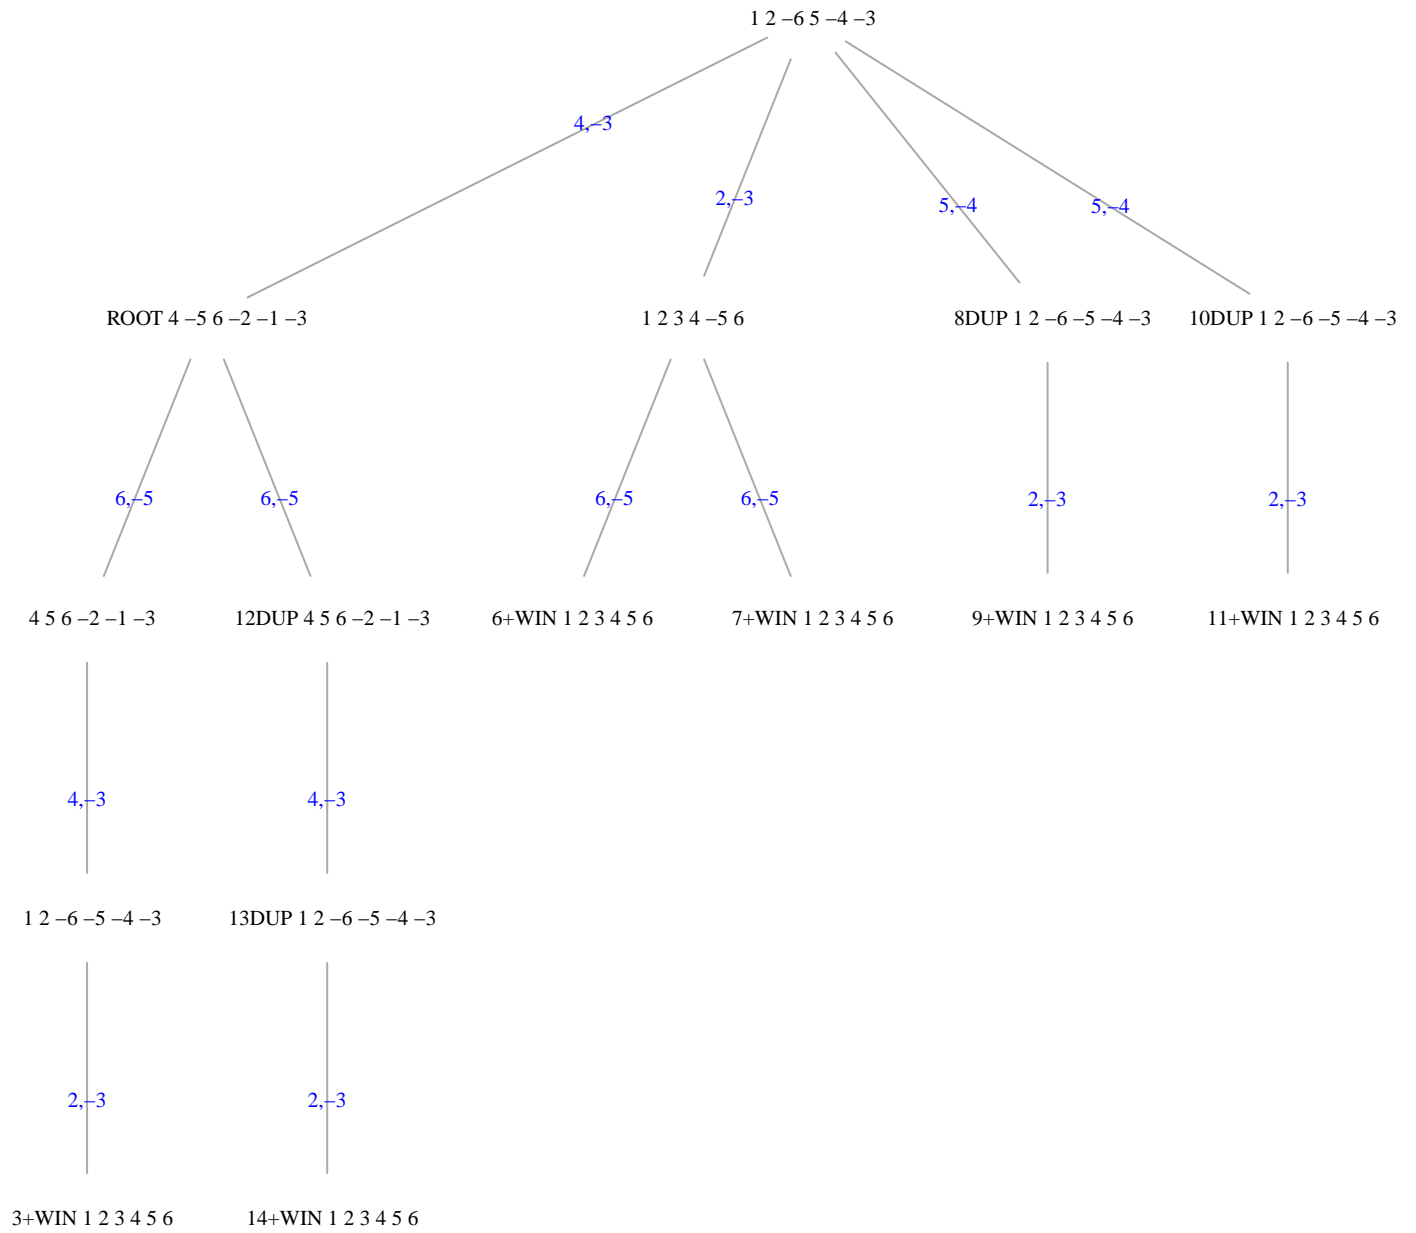 1 2 –6 5 –4 –3
4,–3
2,–3
5,–4
5,–4
ROOT 4 –5 6 –2 –1 –3
1 2 3 4 –5 6
8DUP 1 2 –6 –5 –4 –3
10DUP 1 2 –6 –5 –4 –3
6,–5
6,–5
6,–5
6,–5
2,–3
2,–3
4 5 6 –2 –1 –3
12DUP 4 5 6 –2 –1 –3
6+WIN 1 2 3 4 5 6
7+WIN 1 2 3 4 5 6
9+WIN 1 2 3 4 5 6
11+WIN 1 2 3 4 5 6
4,–3
4,–3
1 2 –6 –5 –4 –3
13DUP 1 2 –6 –5 –4 –3
2,–3
2,–3
3+WIN 1 2 3 4 5 6
14+WIN 1 2 3 4 5 6